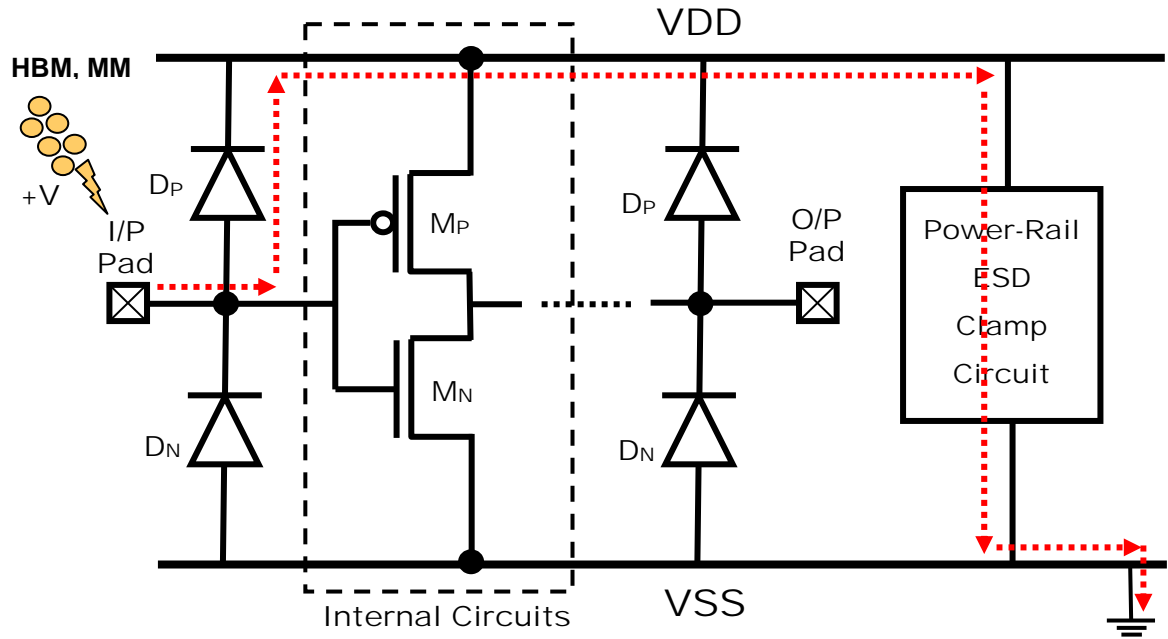 VDD
HBM, MM
+V
I/P
Pad
DP
DN
MP
MN
Internal Circuits
DP
DN
O/P
Pad
Power-Rail
ESD
Clamp
Circuit
VSS